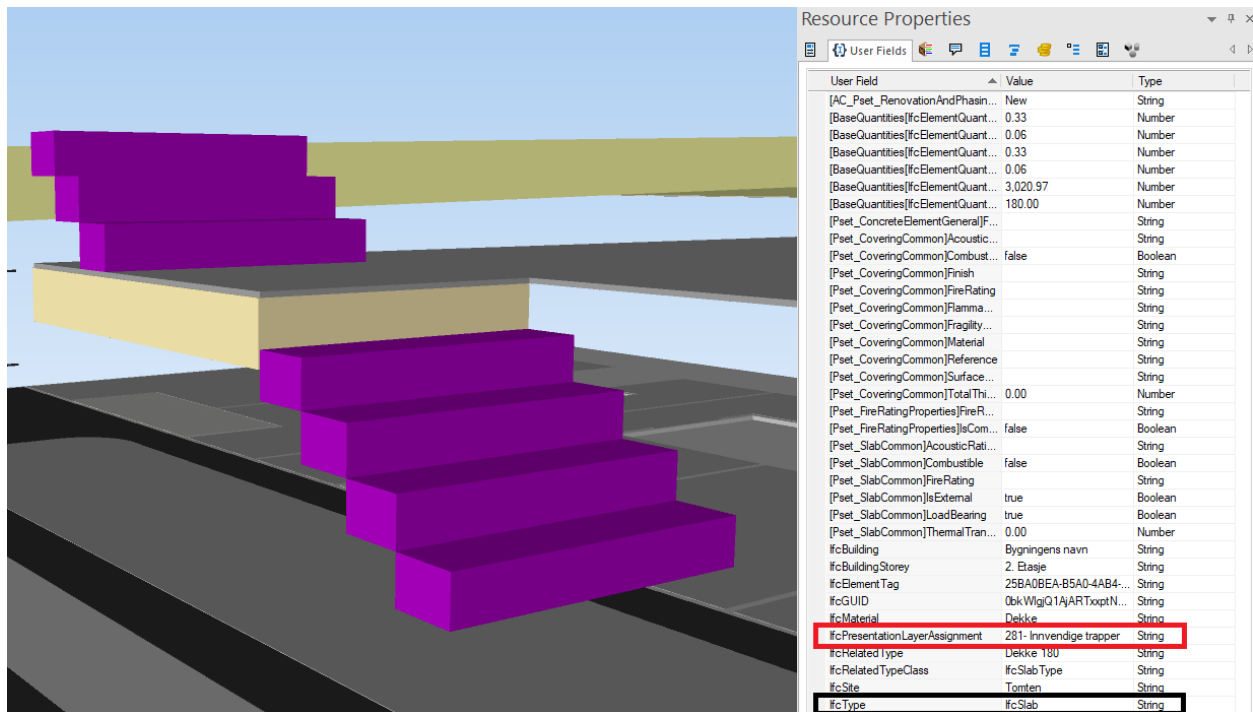 Resource Properties
User Fields
User Field Value Type
[AC_Pset_RenovationAndPhasin... New String
[BaseQuantities[IfcElementQuant... 0.33 Number
[BaseQuantities[IfcElementQuant... 0.06 Number
[BaseQuantities[IfcElementQuant... 0.33 Number
[BaseQuantities[IfcElementQuant... 0.06 Number
[BaseQuantities[IfcElementQuant... 3,020.97 Number
[BaseQuantities[IfcElementQuant... 180.00 Number
[Pset_ConcreteElementGeneral]F... String
[Pset_CoveringCommon]Acoustic... String
[Pset_CoveringCommon]Combust... false Boolean
[Pset_CoveringCommon]Finish String
[Pset_CoveringCommon]FireRating String
[Pset_CoveringCommon]Flamma... String
[Pset_CoveringCommon]Fragility... String
[Pset_CoveringCommon]Material String
[Pset_CoveringCommon]Reference String
[Pset_CoveringCommon]Surface... String
[Pset_CoveringCommon]TotalThi... 0.00 Number
[Pset_FireRatingProperties]FireR... String
[Pset_FireRatingProperties]IsCom... false Boolean
[Pset_SlabCommon]AcousticRati... String
[Pset_SlabCommon]Combustible false Boolean
[Pset_SlabCommon]FireRating String
[Pset_SlabCommon]IsExternal true Boolean
[Pset_SlabCommon]LoadBearing true Boolean
[Pset_SlabCommon]ThermalTran... 0.00 Number
IfcBuilding Bygningens navn String
IfcBuildingStorey 2. Etasje String
IfcElementTag 25BA0BEA-B5A0-4AB4-... String
IfcGUID 0bkWIgjQ1AjARTxxptN... String
IfcMaterial Dekke String
IfcPresentationLayerAssignment 281- Innvendige trapper String
IfcRelatedType Dekke 180 String
IfcRelatedTypeClass IfcSlabType String
IfcSite Tomten String
IfcType IfcSlab String